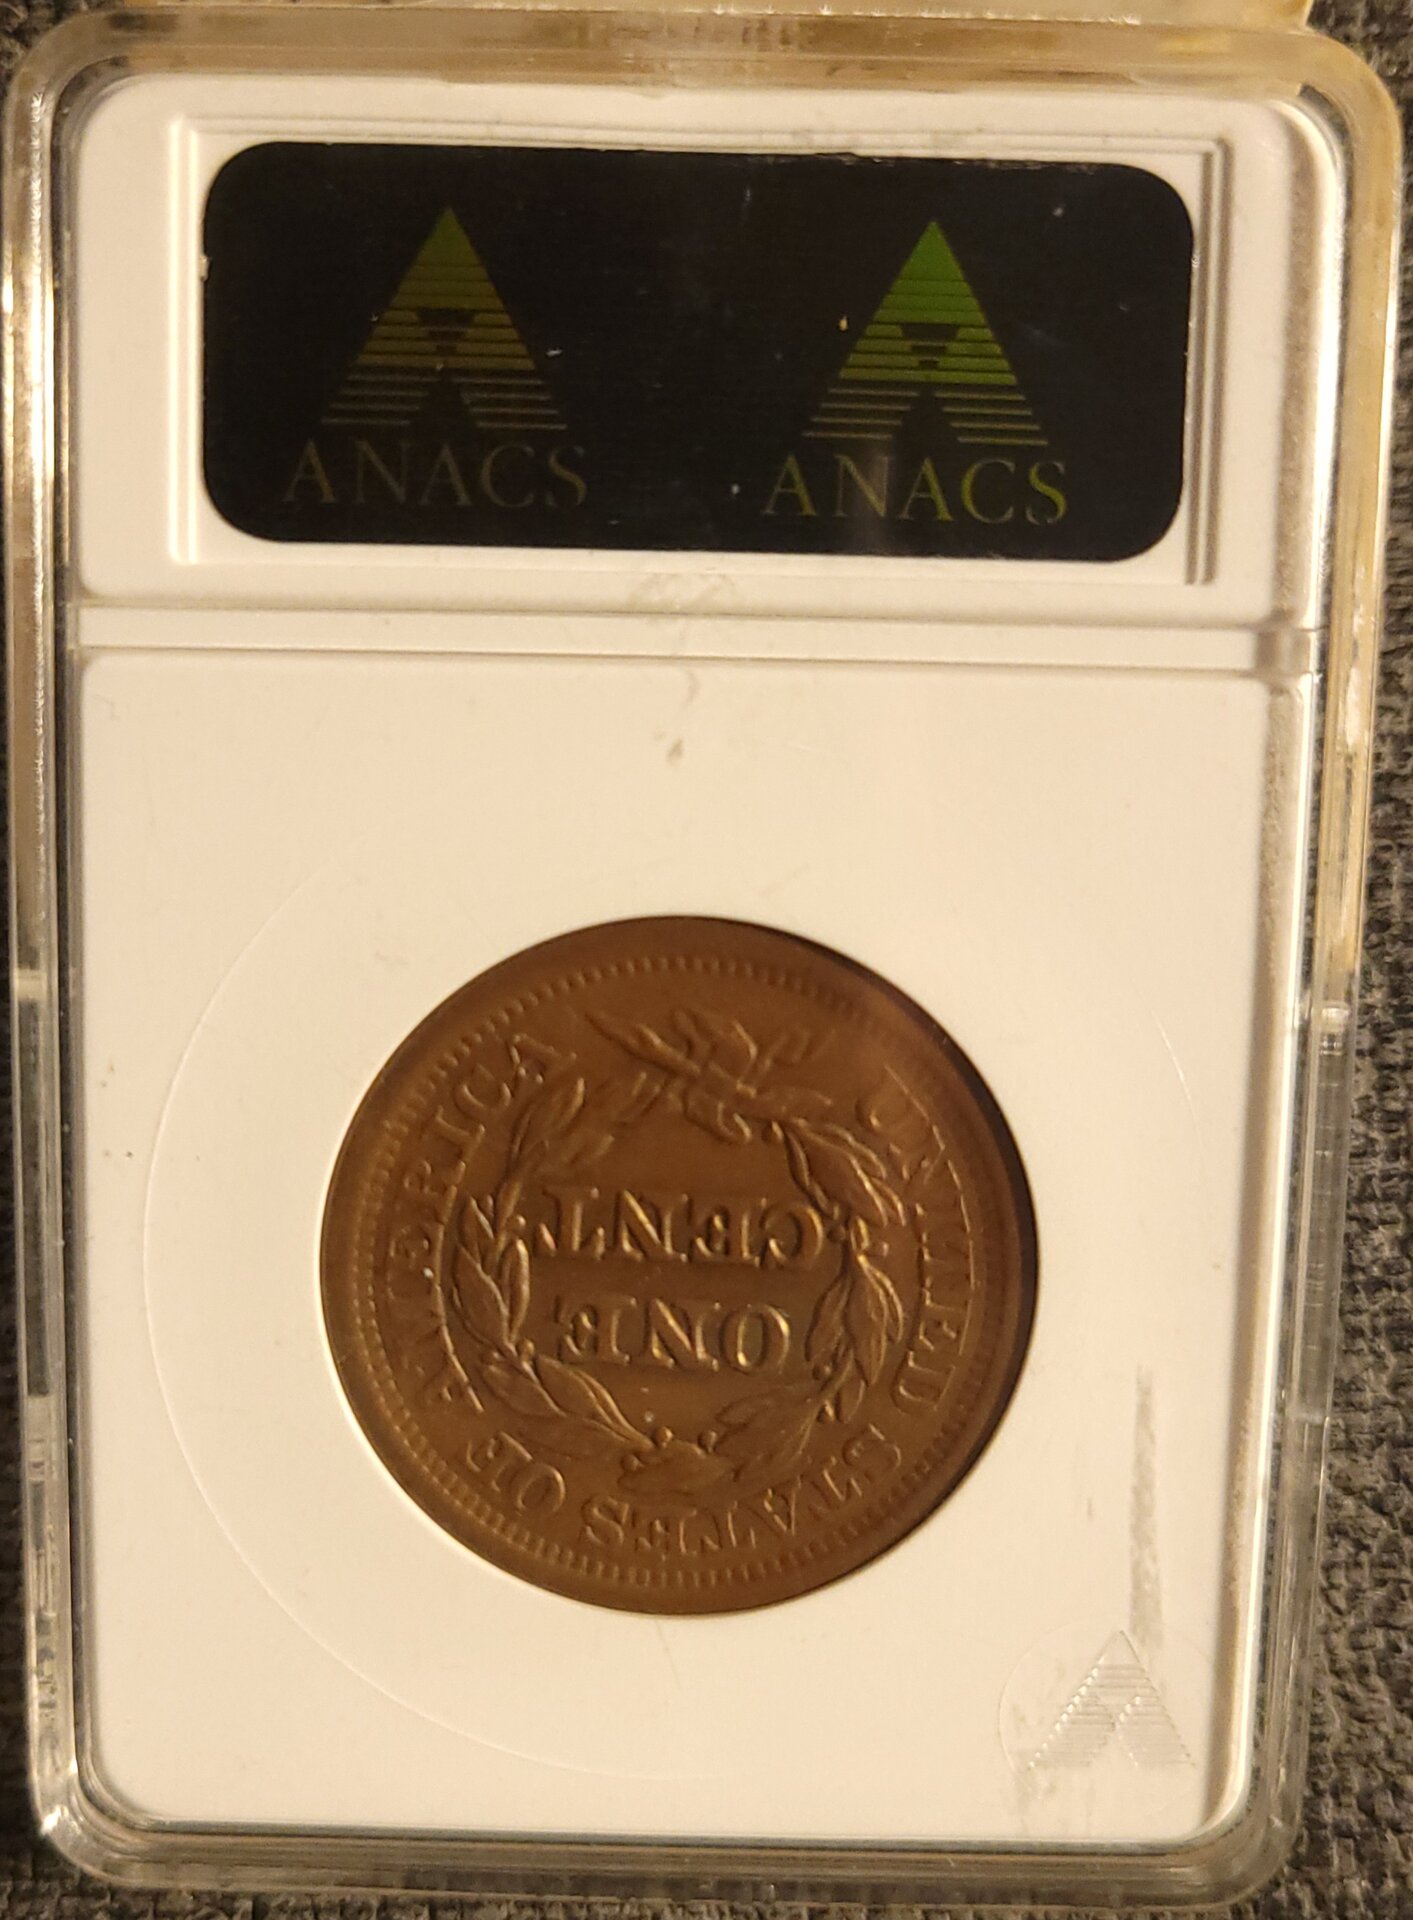 ANACS ANACS
UNITED STATES OF AMERICA
ONE
CENT